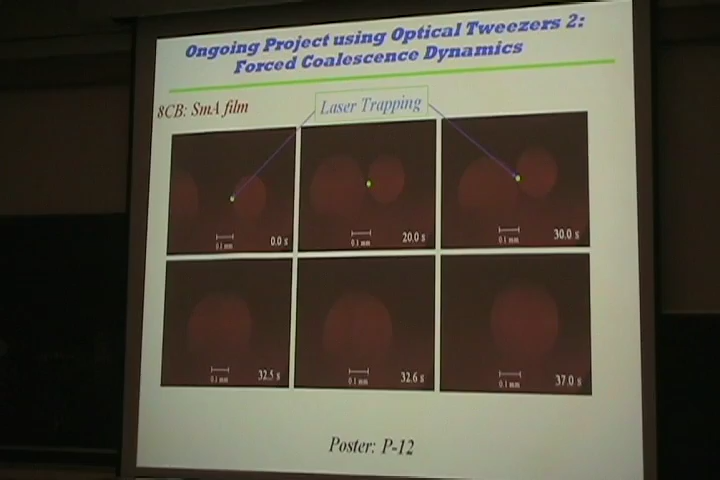 Ongoing Project using Optical Tweezers 2:
Forced Coalescence Dynamics
8CB: SmA film
Laser Trapping
0.1 mm
0.0 s
0.1 mm
20.0 s
0.1 mm
30.0 s
0.1 mm
32.5 s
0.1 mm
32.6 s
0.1 mm
37.0 s
Poster: P-12